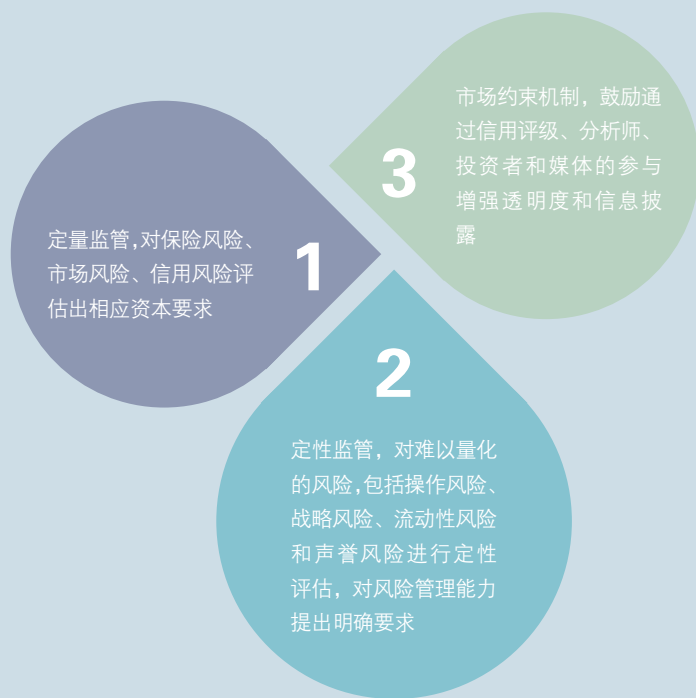 1
定量监管,对保险风险、
市场风险、信用风险评
估出相应资本要求
2
定性监管，对难以量化
的风险,包括操作风险、
战略风险、流动性风险
和声誉风险进行定性
评估，对风险管理能力
提出明确要求
3
市场约束机制，鼓励通
过信用评级、分析师、
投资者和媒体的参与
增强透明度和信息披
露